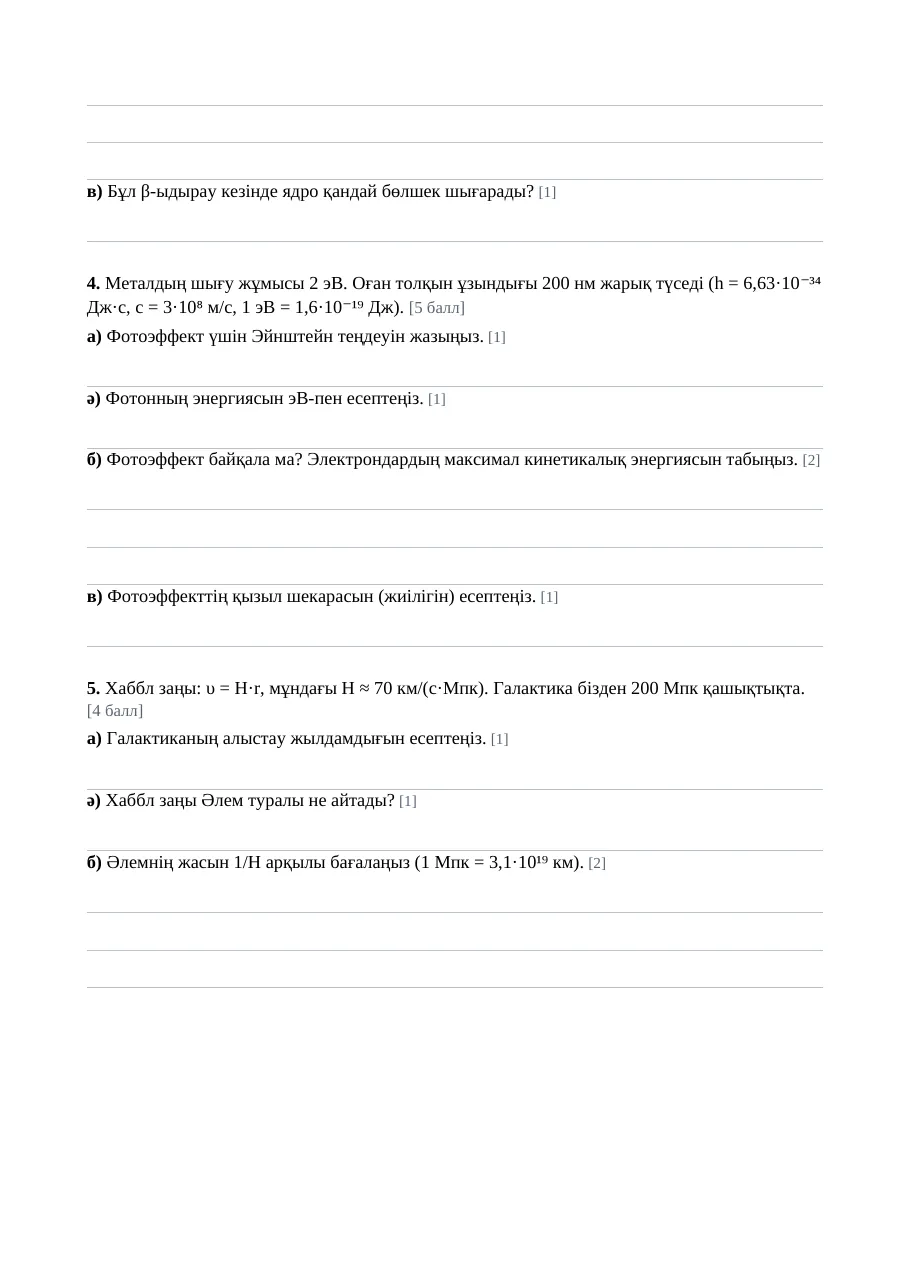 в) Бұл β-ыдырау кезінде ядро қандай бөлшек шығарады? [1]
4. Металдың шығу жұмысы 2 эВ. Оған толқын ұзындығы 200 нм жарық түседі (h = 6,63·10⁻³⁴
Дж·с, c = 3·10⁸ м/с, 1 эВ = 1,6·10⁻¹⁹ Дж). [5 балл]
а) Фотоэффект үшін Эйнштейн теңдеуін жазыңыз. [1]
ә) Фотонның энергиясын эВ-пен есептеңіз. [1]
б) Фотоэффект байқала ма? Электрондардың максимал кинетикалық энергиясын табыңыз. [2]
в) Фотоэффекттің қызыл шекарасын (жиілігін) есептеңіз. [1]
5. Хаббл заңы: υ = H·r, мұндағы H ≈ 70 км/(с·Мпк). Галактика бізден 200 Мпк қашықтықта.
[4 балл]
а) Галактиканың алыстау жылдамдығын есептеңіз. [1]
ә) Хаббл заңы Әлем туралы не айтады? [1]
б) Әлемнің жасын 1/H арқылы бағалаңыз (1 Мпк = 3,1·10¹⁹ км). [2]